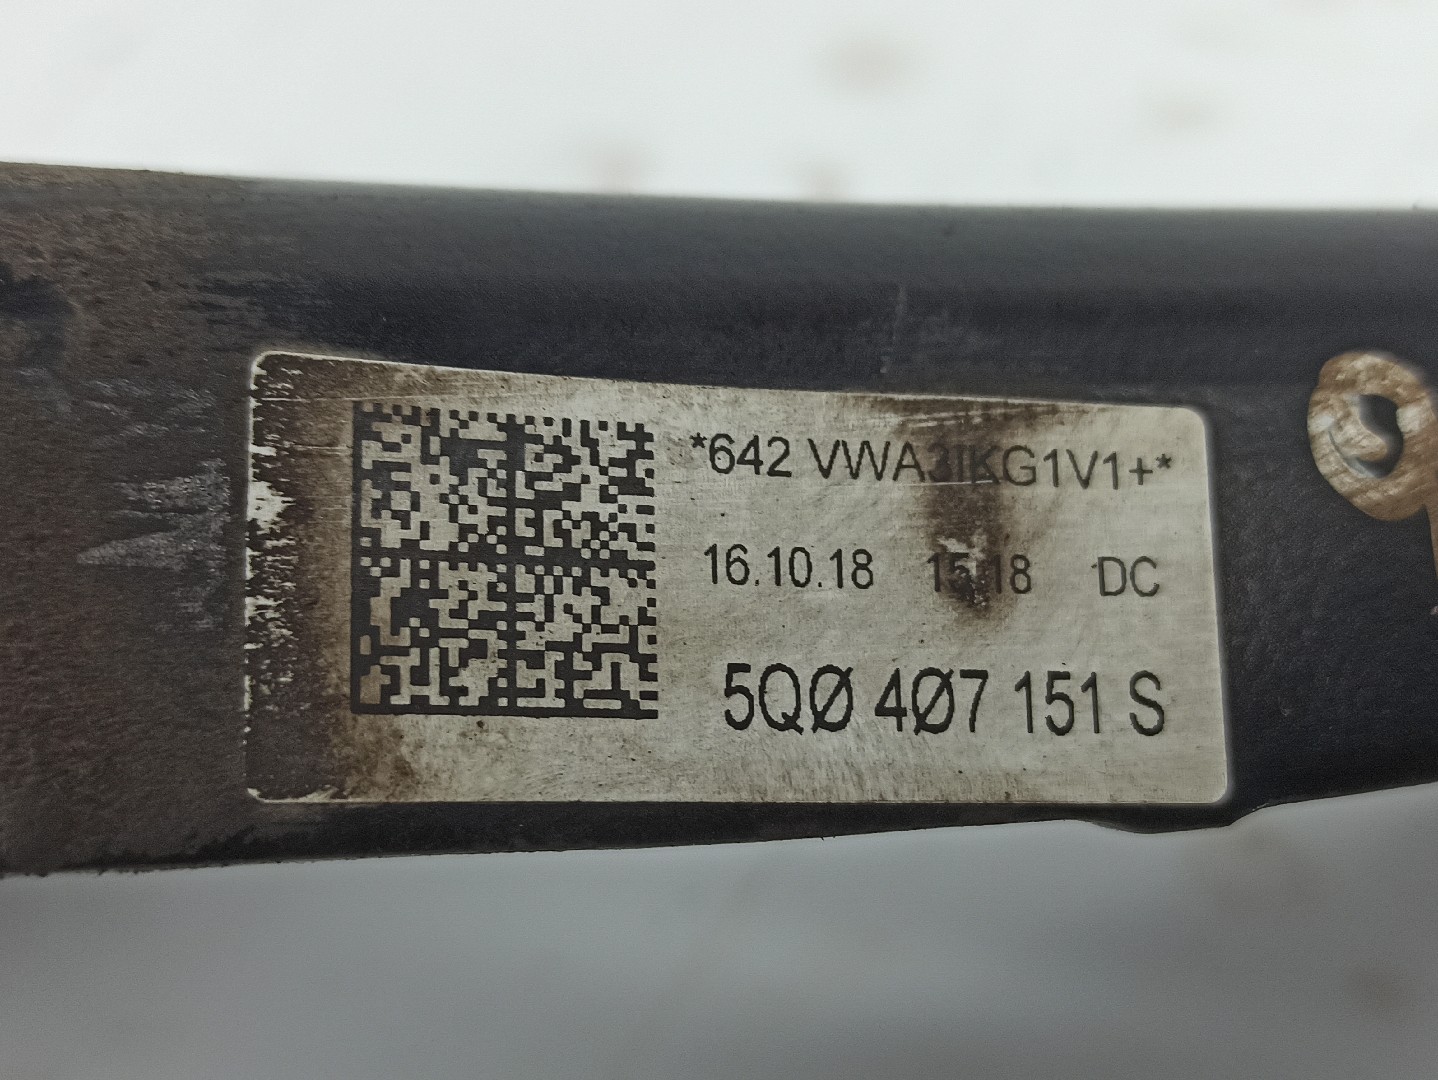 *642 VWA3IKG1V1+*
16.10.18 15:18 DC
5QØ 4Ø7 151 S